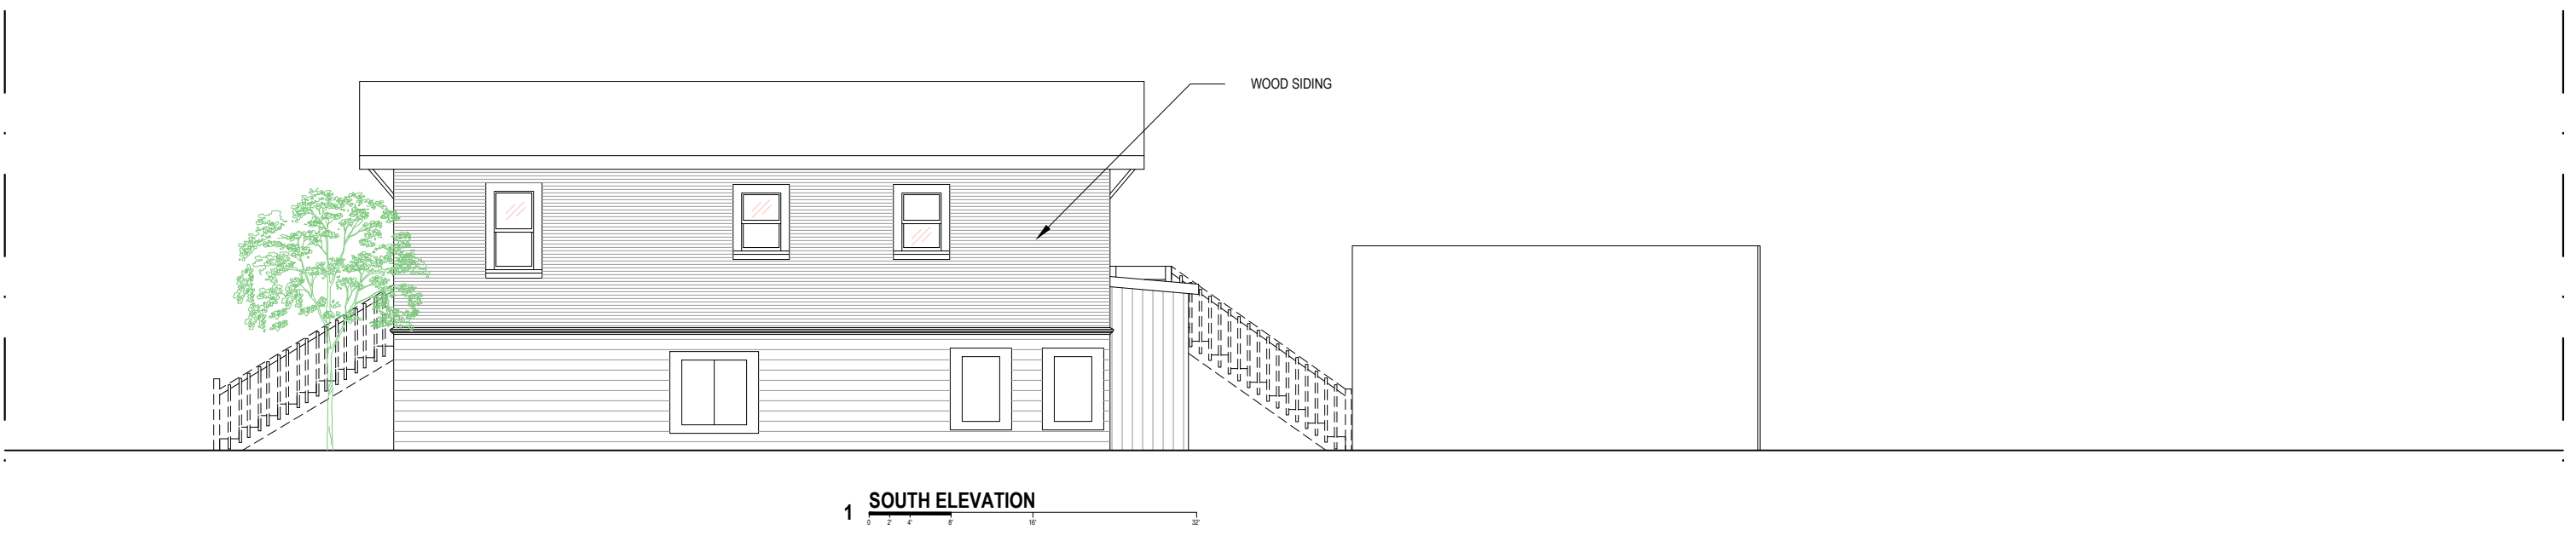 WOOD SIDING
1 SOUTH ELEVATION
0 2' 4' 8' 16' 32'